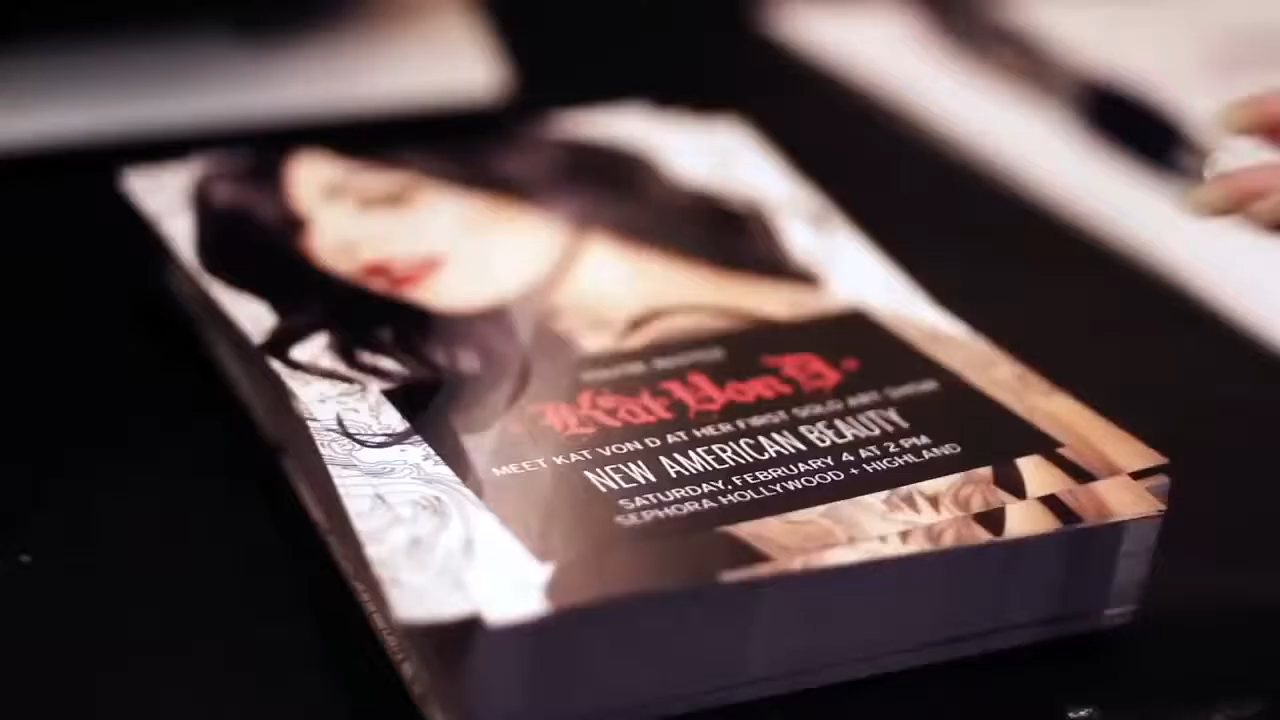 Kat Von D
MEET KAT VON D AT HER FIRST SOLO ART SHOW
NEW AMERICAN BEAUTY
SATURDAY, FEBRUARY 4 AT 2 PM
SEPHORA HOLLYWOOD + HIGHLAND